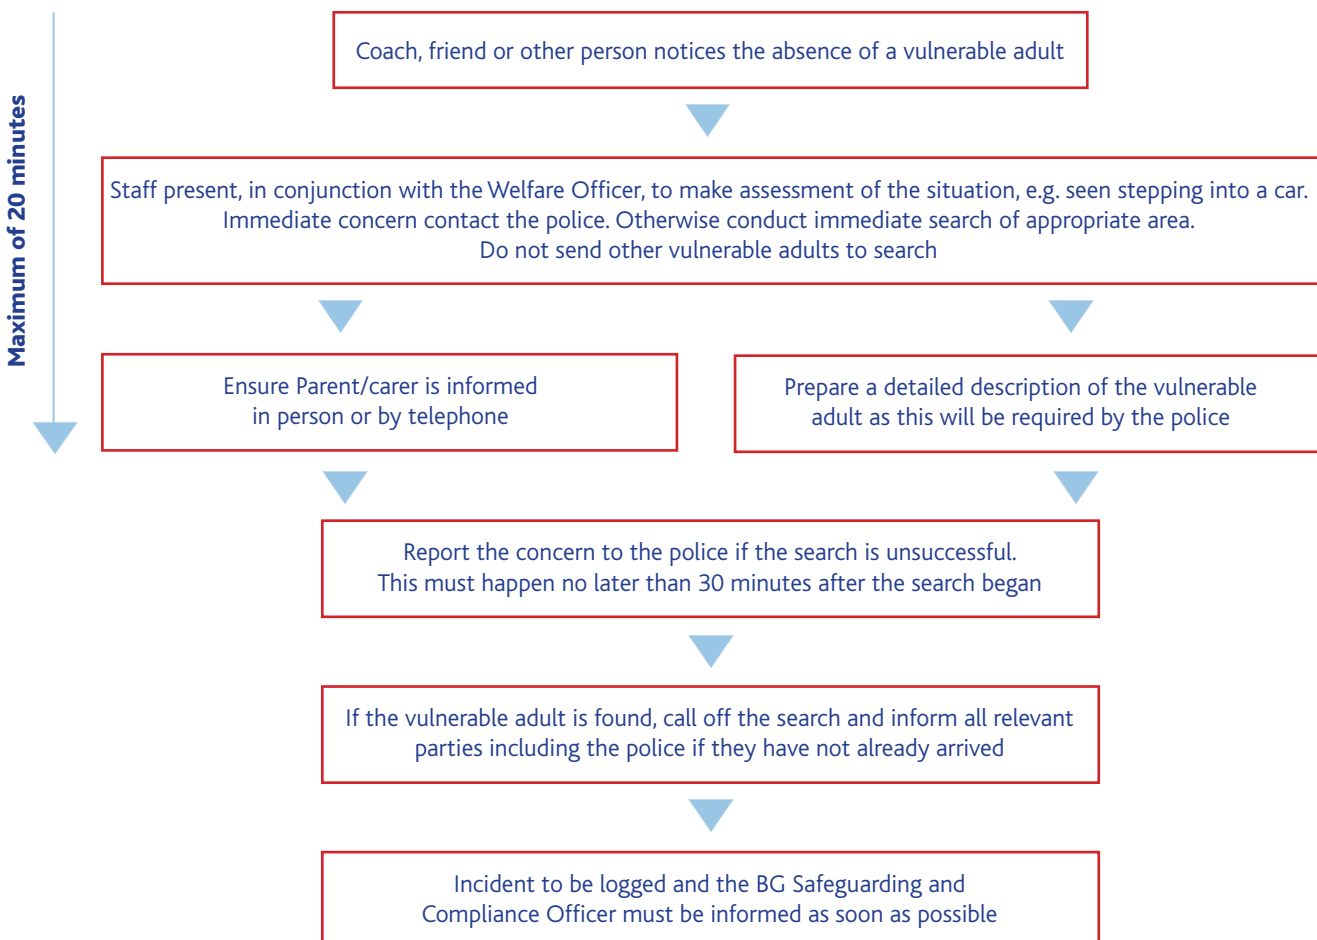 Maximum of 20 minutes
Coach, friend or other person notices the absence of a vulnerable adult
Staff present, in conjunction with the Welfare Officer, to make assessment of the situation, e.g. seen stepping into a car.
Immediate concern contact the police. Otherwise conduct immediate search of appropriate area.
Do not send other vulnerable adults to search
Ensure Parent/carer is informed
in person or by telephone
Prepare a detailed description of the vulnerable
adult as this will be required by the police
Report the concern to the police if the search is unsuccessful.
This must happen no later than 30 minutes after the search began
If the vulnerable adult is found, call off the search and inform all relevant
parties including the police if they have not already arrived
Incident to be logged and the BG Safeguarding and
Compliance Officer must be informed as soon as possible